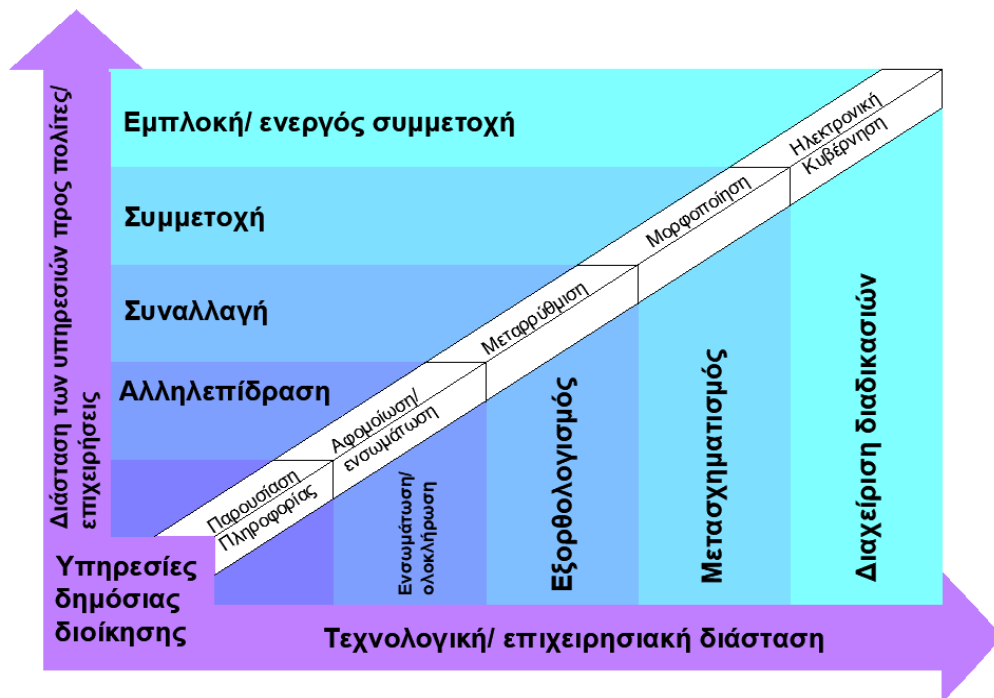 Διάσταση των υπηρεσιών προς πολίτες/
επιχειρήσεις
Εμπλοκή/ ενεργός συμμετοχή
Συμμετοχή
Συναλλαγή
Αλληλεπίδραση
Ηλεκτρονική
Κυβέρνηση
Μορφοποίηση
Μεταρρύθμιση
Αφομοίωση/
ενσωμάτωση
Παρουσίαση
Πληροφορίας
Ενσωμάτωση/
ολοκλήρωση
Εξορθολογισμός
Μετασχηματισμός
Διαχείριση διαδικασιών
Υπηρεσίες
δημόσιας
διοίκησης
Τεχνολογική/ επιχειρησιακή διάσταση